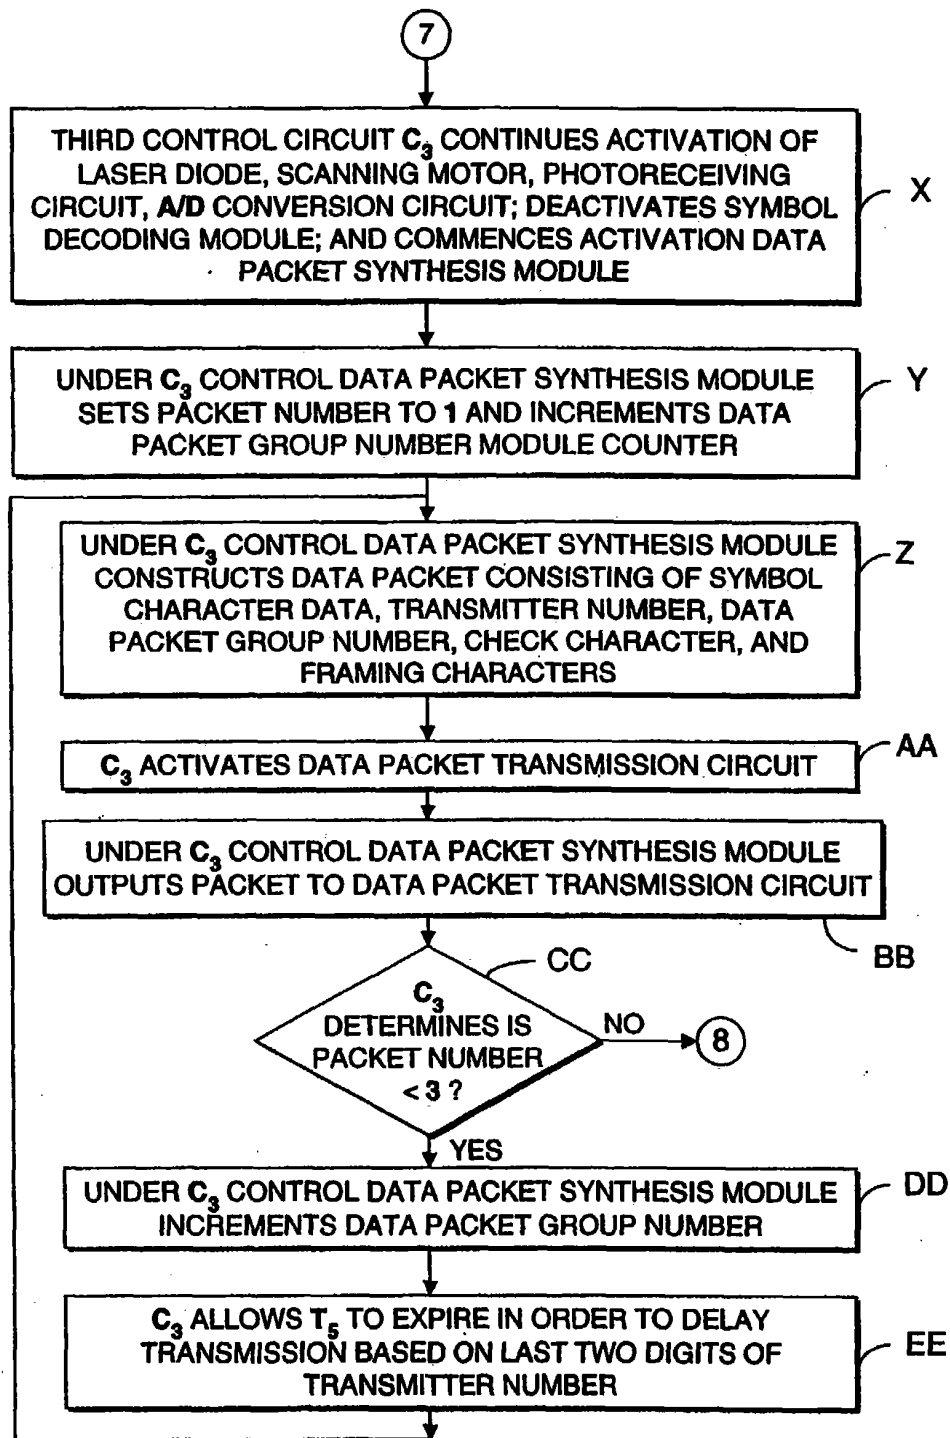 7
THIRD CONTROL CIRCUIT C3 CONTINUES ACTIVATION OF
LASER DIODE, SCANNING MOTOR, PHOTORECEIVING
CIRCUIT, A/D CONVERSION CIRCUIT; DEACTIVATES SYMBOL
DECODING MODULE; AND COMMENCES ACTIVATION DATA
PACKET SYNTHESIS MODULE
X
UNDER C3 CONTROL DATA PACKET SYNTHESIS MODULE
SETS PACKET NUMBER TO 1 AND INCREMENTS DATA
PACKET GROUP NUMBER MODULE COUNTER
Y
UNDER C3 CONTROL DATA PACKET SYNTHESIS MODULE
CONSTRUCTS DATA PACKET CONSISTING OF SYMBOL
CHARACTER DATA, TRANSMITTER NUMBER, DATA
PACKET GROUP NUMBER, CHECK CHARACTER, AND
FRAMING CHARACTERS
Z
C3 ACTIVATES DATA PACKET TRANSMISSION CIRCUIT
AA
UNDER C3 CONTROL DATA PACKET SYNTHESIS MODULE
OUTPUTS PACKET TO DATA PACKET TRANSMISSION CIRCUIT
BB
CC
C3
DETERMINES IS
PACKET NUMBER
< 3 ?
NO
8
YES
UNDER C3 CONTROL DATA PACKET SYNTHESIS MODULE
INCREMENTS DATA PACKET GROUP NUMBER
DD
C3 ALLOWS T5 TO EXPIRE IN ORDER TO DELAY
TRANSMISSION BASED ON LAST TWO DIGITS OF
TRANSMITTER NUMBER
EE